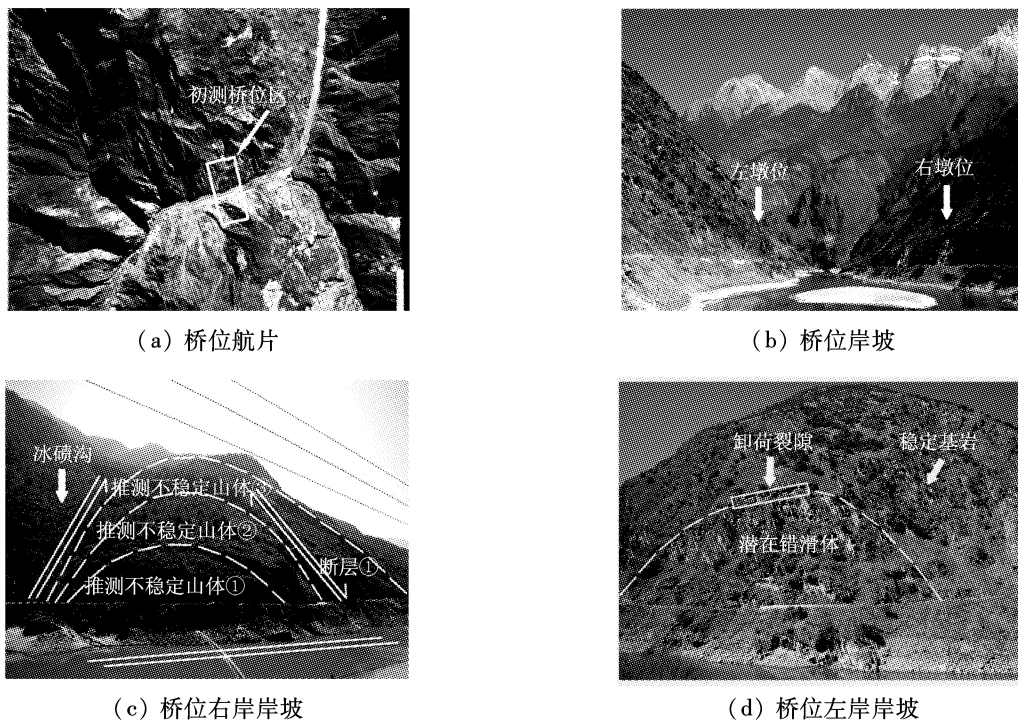 初测桥位区
(a) 桥位航片
左墩位
右墩位
(b) 桥位岸坡
冰碛沟
推测不稳定山体③
推测不稳定山体②
推测不稳定山体①
断层①
(c) 桥位右岸岸坡
卸荷裂隙
稳定基岩
潜在错滑体
(d) 桥位左岸岸坡